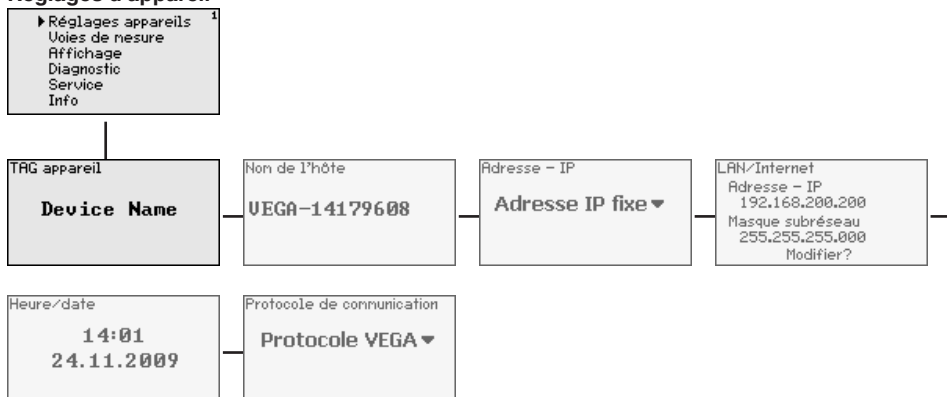 Réglages d'appareil
Réglages appareils 1
Voies de mesure
Affichage
Diagnostic
Service
Info
TAG appareil
Device Name
Nom de l'hôte
VEGA-14179608
Adresse - IP
Adresse IP fixe
LAN/Internet
Adresse - IP
192.168.200.200
Masque subréseau
255.255.255.000
Modifier?
Heure/date
14:01
24.11.2009
Protocole de communication
Protocole VEGA